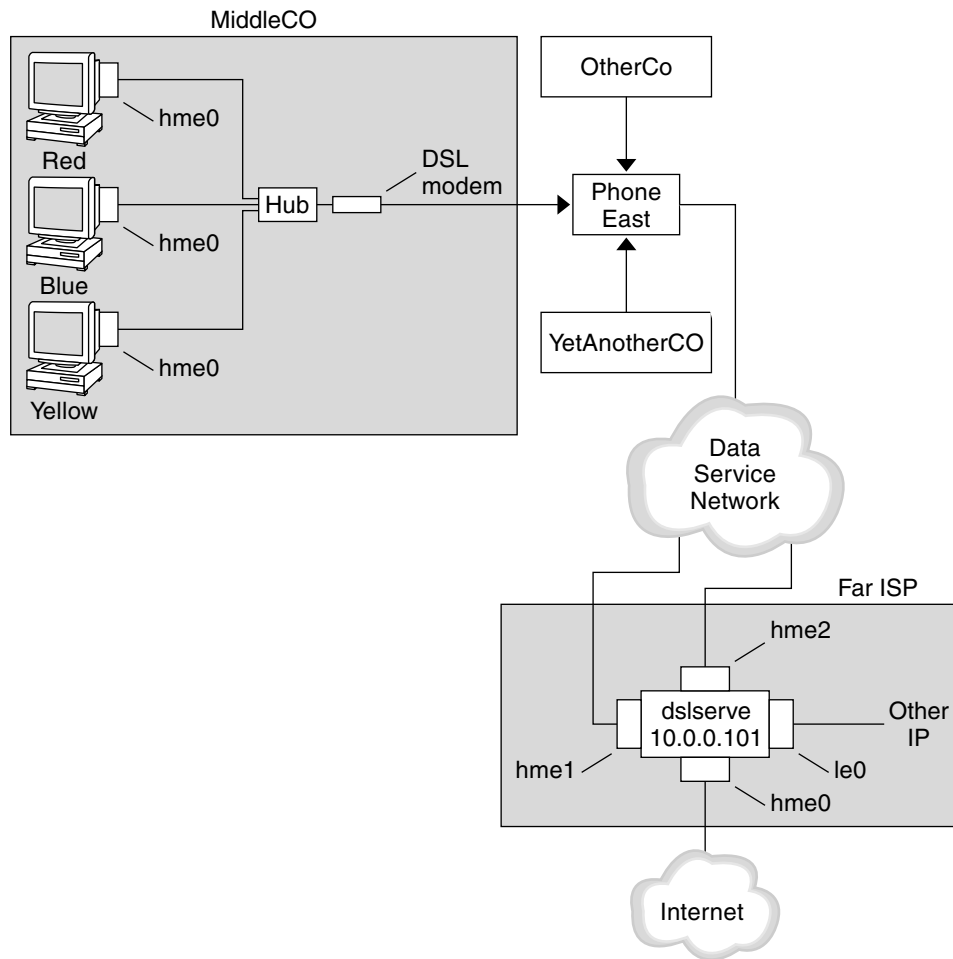 MiddleCO
hme0
Red
hme0
Blue
hme0
Yellow
Hub
DSL
modem
OtherCo
Phone
East
YetAnotherCO
Data
Service
Network
Far ISP
hme2
dslserve
10.0.0.101
Other
IP
hme1
le0
hme0
Internet